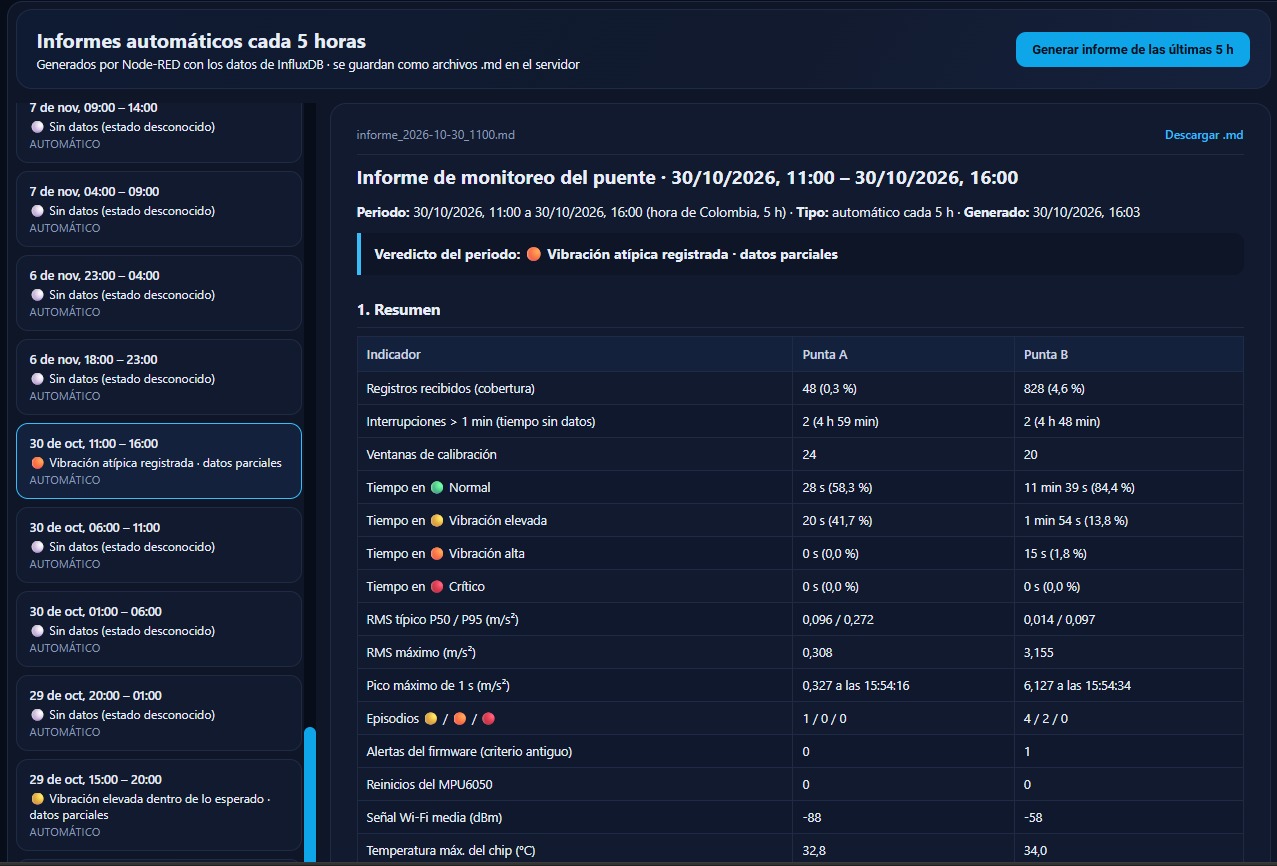 Informes automáticos cada 5 horas
Generados por Node-RED con los datos de InfluxDB · se guardan como archivos .md en el servidor
Generar informe de las últimas 5 h
7 de nov, 09:00 – 14:00
Sin datos (estado desconocido)
AUTOMÁTICO
7 de nov, 04:00 – 09:00
Sin datos (estado desconocido)
AUTOMÁTICO
6 de nov, 23:00 – 04:00
Sin datos (estado desconocido)
AUTOMÁTICO
6 de nov, 18:00 – 23:00
Sin datos (estado desconocido)
AUTOMÁTICO
30 de oct, 11:00 – 16:00
Vibración atípica registrada · datos parciales
AUTOMÁTICO
30 de oct, 06:00 – 11:00
Sin datos (estado desconocido)
AUTOMÁTICO
30 de oct, 01:00 – 06:00
Sin datos (estado desconocido)
AUTOMÁTICO
29 de oct, 20:00 – 01:00
Sin datos (estado desconocido)
AUTOMÁTICO
29 de oct, 15:00 – 20:00
Vibración elevada dentro de lo esperado ·
datos parciales
AUTOMÁTICO
informe_2026-10-30_1100.md
Descargar .md
Informe de monitoreo del puente · 30/10/2026, 11:00 – 30/10/2026, 16:00
Periodo: 30/10/2026, 11:00 a 30/10/2026, 16:00 (hora de Colombia, 5 h) · Tipo: automático cada 5 h · Generado: 30/10/2026, 16:03
Veredicto del periodo: Vibración atípica registrada · datos parciales
1. Resumen
Indicador Punta A Punta B
Registros recibidos (cobertura) 48 (0,3 %) 828 (4,6 %)
Interrupciones > 1 min (tiempo sin datos) 2 (4 h 59 min) 2 (4 h 48 min)
Ventanas de calibración 24 20
Tiempo en Normal 28 s (58,3 %) 11 min 39 s (84,4 %)
Tiempo en Vibración elevada 20 s (41,7 %) 1 min 54 s (13,8 %)
Tiempo en Vibración alta 0 s (0,0 %) 15 s (1,8 %)
Tiempo en Crítico 0 s (0,0 %) 0 s (0,0 %)
RMS típico P50 / P95 (m/s²) 0,096 / 0,272 0,014 / 0,097
RMS máximo (m/s²) 0,308 3,155
Pico máximo de 1 s (m/s²) 0,327 a las 15:54:16 6,127 a las 15:54:34
Episodios / / 1 / 0 / 0 4 / 2 / 0
Alertas del firmware (criterio antiguo) 0 1
Reinicios del MPU6050 0 0
Señal Wi-Fi media (dBm) -88 -58
Temperatura máx. del chip (°C) 32,8 34,0